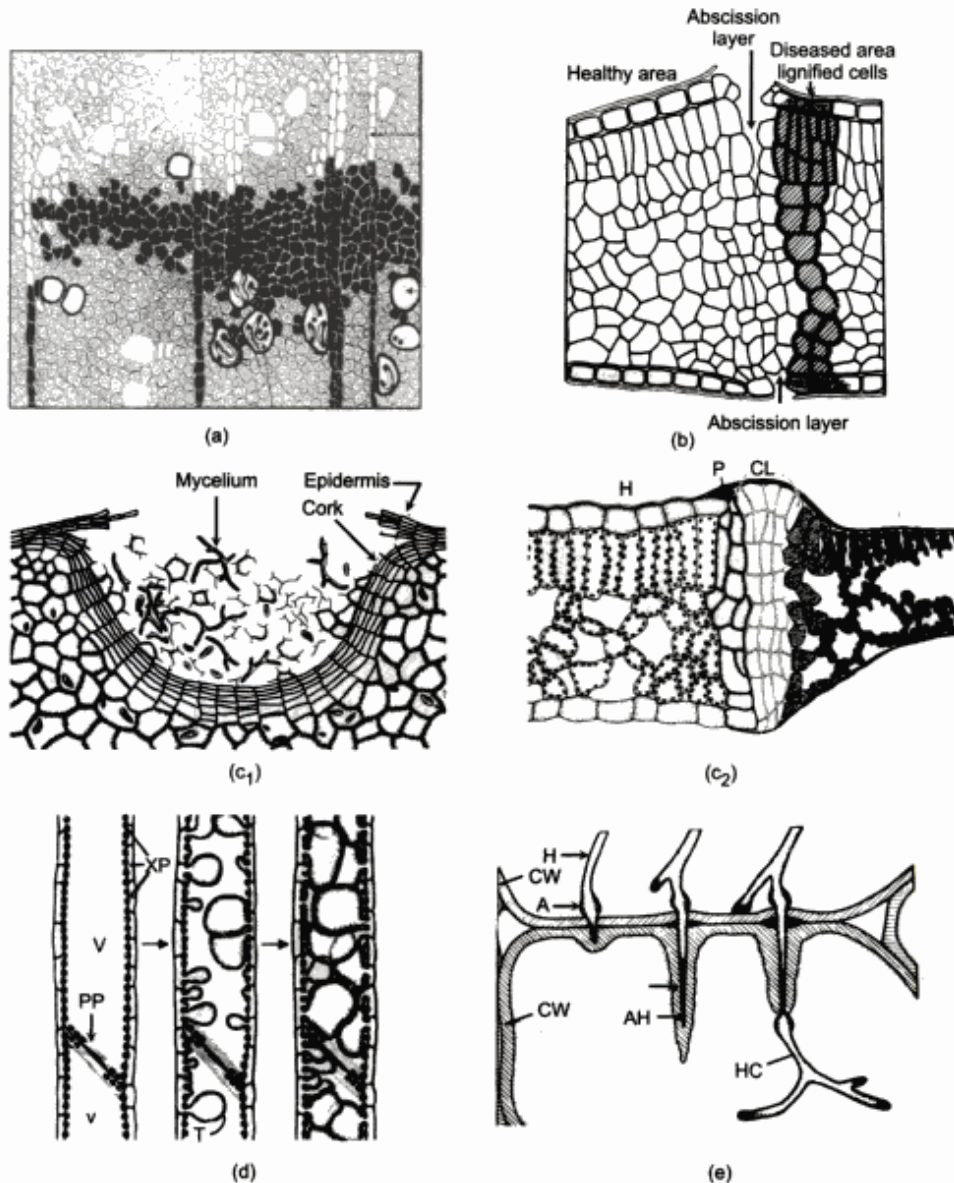 Abscission
layer
Diseased area
lignified cells
Healthy area
Abscission layer
(a)
(b)
Mycelium
Epidermis
Cork
H
P
CL
(c1)
(c2)
XP
V
PP
v
T
H
CW
A
CW
AH
HC
(d)
(e)